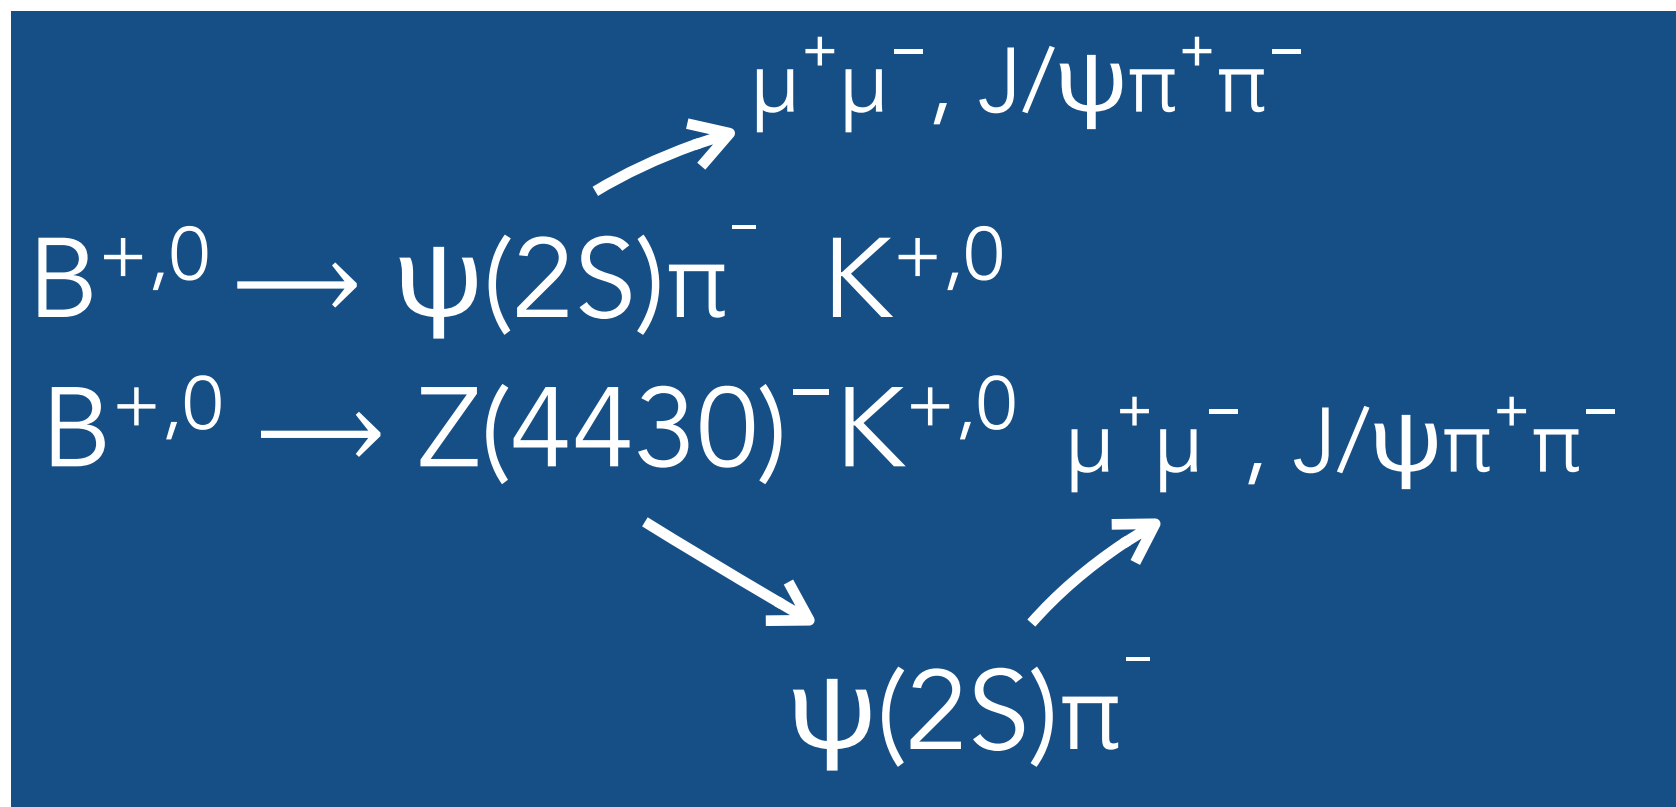 μ⁺μ⁻, J/ψπ⁺π⁻
B⁺,⁰ ⟶ ψ(2S)π⁻ K⁺,⁰
B⁺,⁰ ⟶ Z(4430)⁻K⁺,⁰
μ⁺μ⁻, J/ψπ⁺π⁻
ψ(2S)π⁻